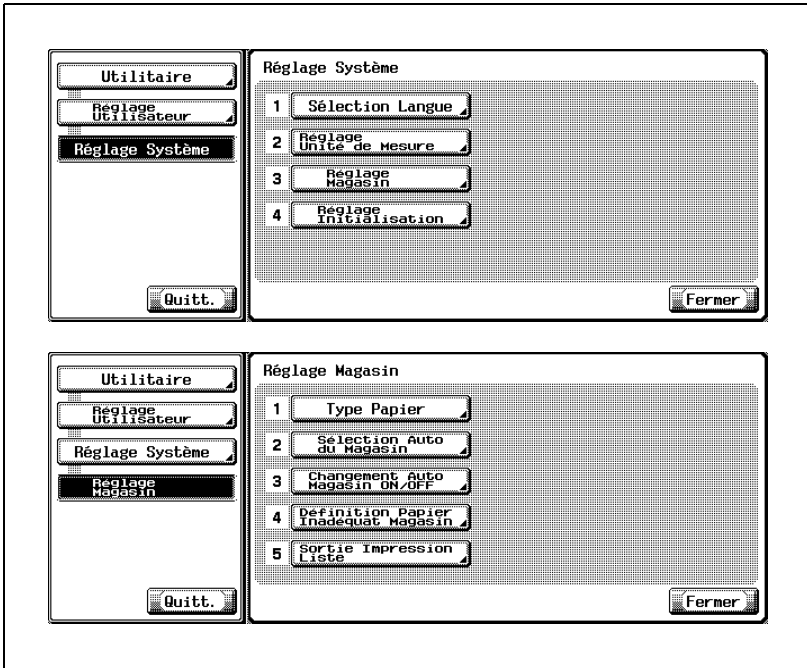 Utilitaire
Réglage
Utilisateur
Réglage Système
Quitt.
Réglage Système
1 Sélection Langue
2 Réglage
Unité de Mesure
3 Réglage
Magasin
4 Réglage
Initialisation
Fermer
Utilitaire
Réglage
Utilisateur
Réglage Système
Réglage
Magasin
Quitt.
Réglage Magasin
1 Type Papier
2 Sélection Auto
du Magasin
3 Changement Auto
Magasin ON/OFF
4 Définition Papier
Inadéquat Magasin
5 Sortie Impression
Liste
Fermer